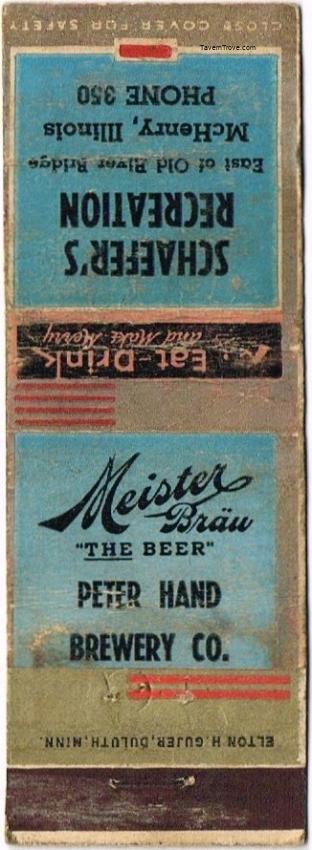 CLOSE COVER FOR SAFETY
TavernTrove.com
SCHAEFER'S
RECREATION
East of Old River Bridge
McHenry, Illinois
PHONE 350
Eat-Drink
and Make Merry
Meister
Bräu
"THE BEER"
PETER HAND
BREWERY CO.
ELTON H. GUJER, DULUTH, MINN.